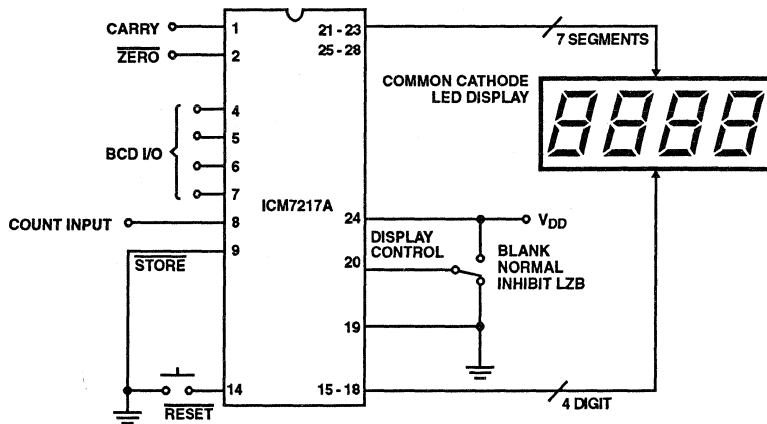 CARRY
1
21 - 23
7 SEGMENTS
ZERO
2
25 - 28
COMMON CATHODE
LED DISPLAY
8888
4
5
BCD I/O
6
7
ICM7217A
COUNT INPUT
8
24
VDD
9
STORE
DISPLAY
CONTROL
20
BLANK
NORMAL
INHIBIT LZB
19
14
RESET
15 - 18
4 DIGIT